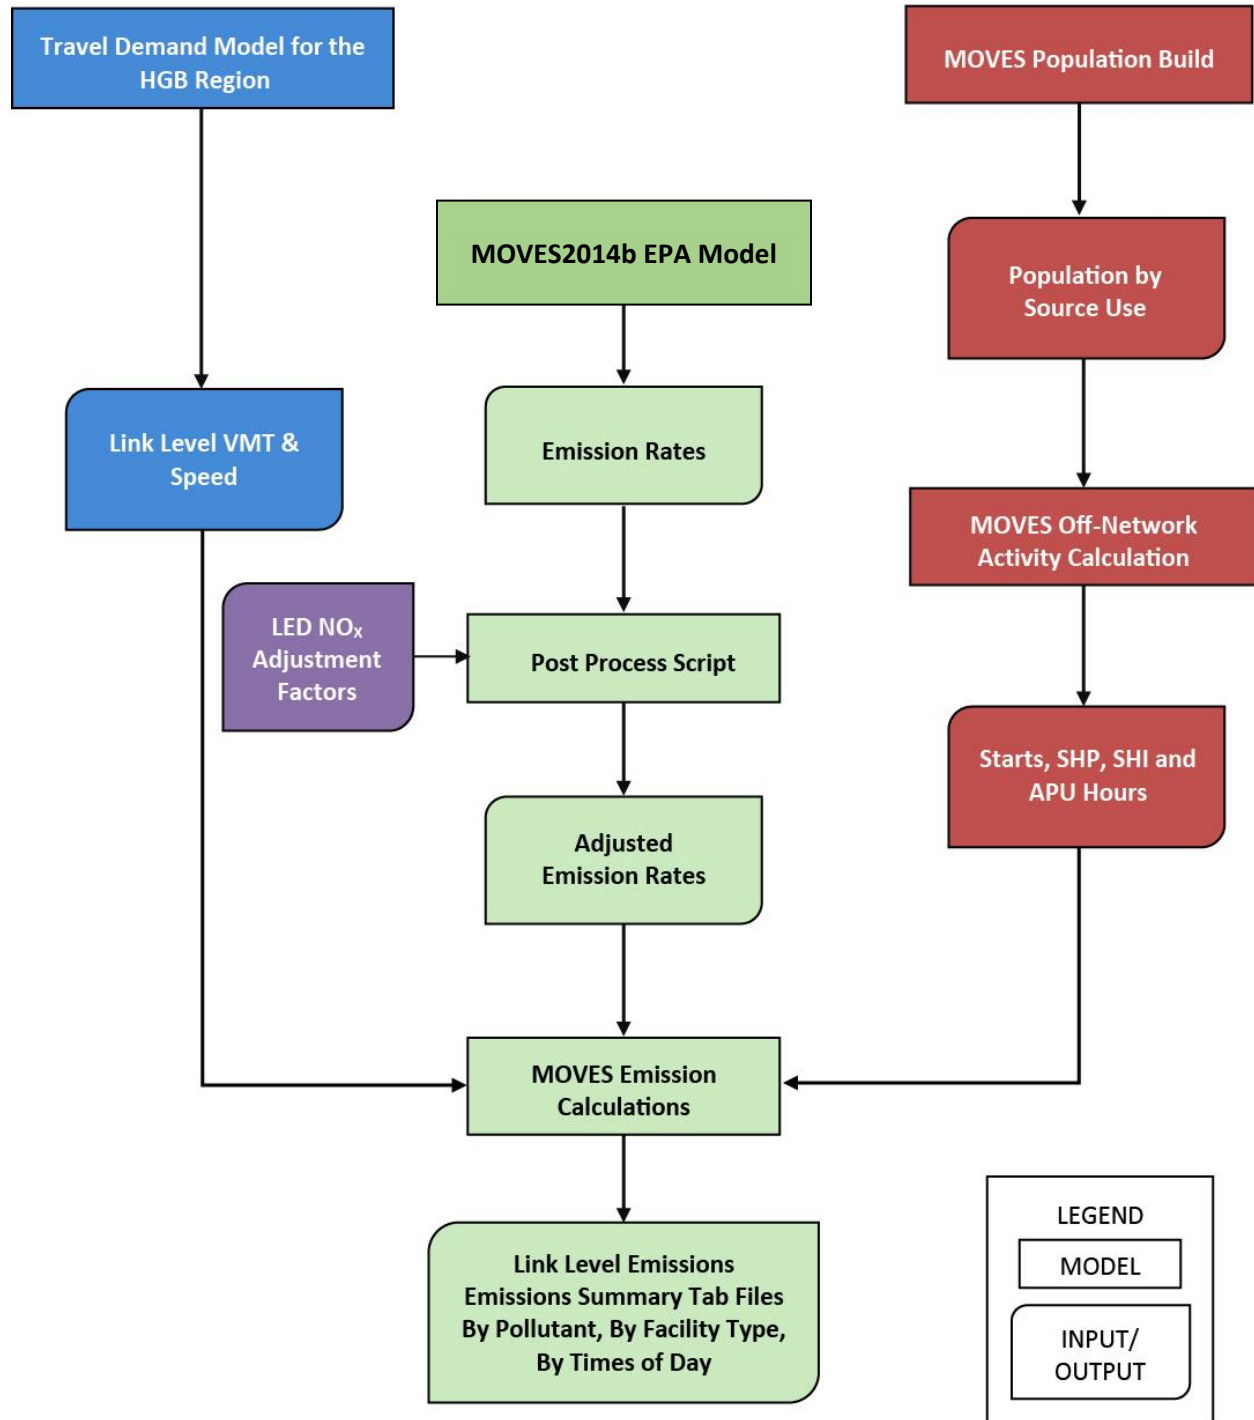 Travel Demand Model for the
HGB Region
MOVES Population Build
MOVES2014b EPA Model
Population by
Source Use
Link Level VMT &
Speed
Emission Rates
MOVES Off-Network
Activity Calculation
LED NOₓ
Adjustment
Factors
Post Process Script
Starts, SHP, SHI and
APU Hours
Adjusted
Emission Rates
MOVES Emission
Calculations
Link Level Emissions
Emissions Summary Tab Files
By Pollutant, By Facility Type,
By Times of Day
LEGEND
MODEL
INPUT/
OUTPUT